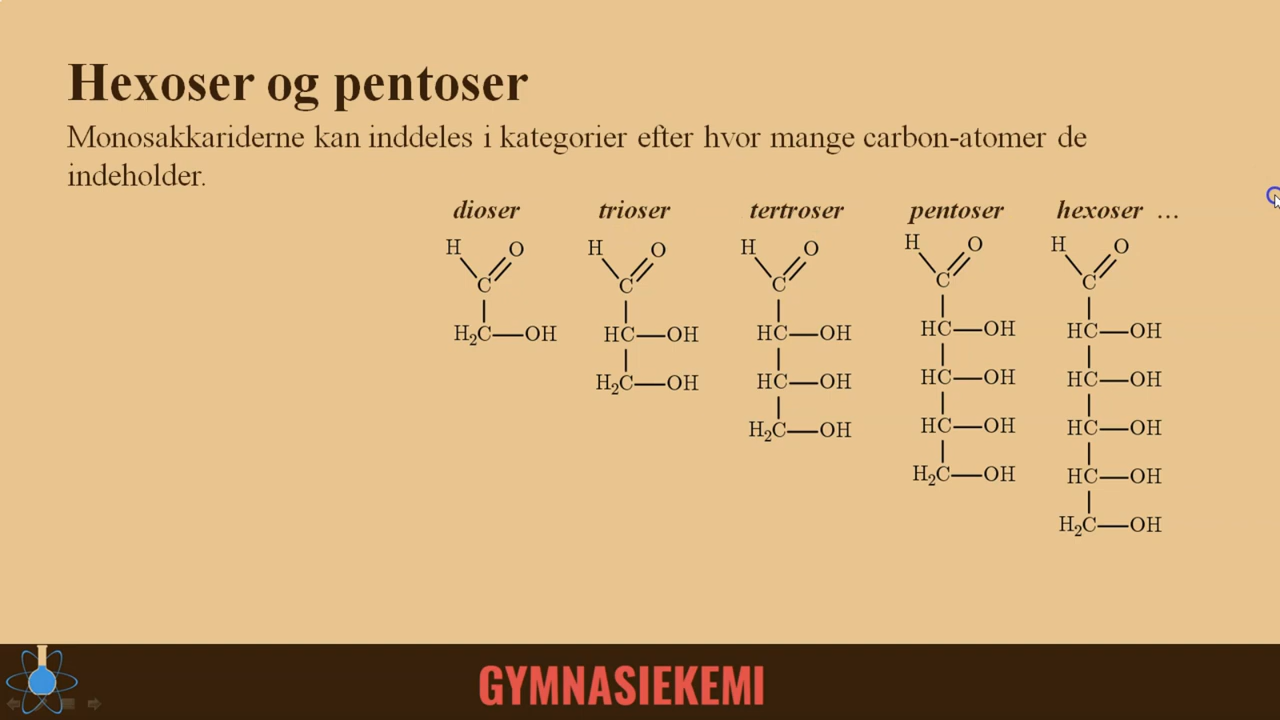 Hexoser og pentoser
Monosakkariderne kan inddeles i kategorier efter hvor mange carbon-atomer de
indeholder.
dioser trioser tertroser pentoser hexoser ...
H O H O H O H O H O
C C C C C
H₂C—OH HC—OH HC—OH HC—OH HC—OH
H₂C—OH HC—OH HC—OH HC—OH
H₂C—OH HC—OH HC—OH
H₂C—OH HC—OH
H₂C—OH
GYMNASIEKEMI